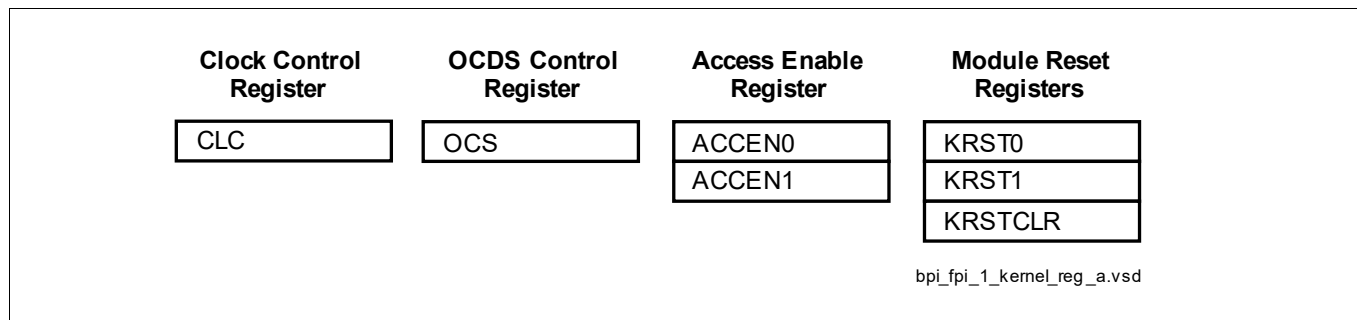 Clock Control
Register
CLC
OCDS Control
Register
OCS
Access Enable
Register
ACCEN0
ACCEN1
Module Reset
Registers
KRST0
KRST1
KRSTCLR
bpi_fpi_1_kernel_reg_a.vsd